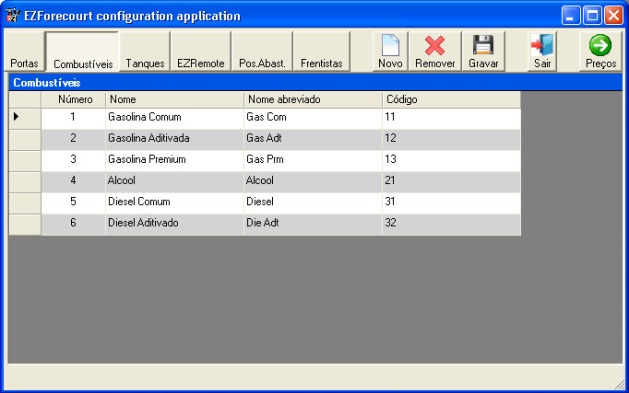 EZForecourt configuration application
Portas Combustíveis Tanques EZRemote Pos.Abast. Frentistas Novo Remover Gravar Sair Preços
Combustíveis
Número Nome Nome abreviado Código
1 Gasolina Comum Gas Com 11
2 Gasolina Aditivada Gas Adt 12
3 Gasolina Premium Gas Prm 13
4 Alcool Alcool 21
5 Diesel Comum Diesel 31
6 Diesel Aditivado Die Adt 32